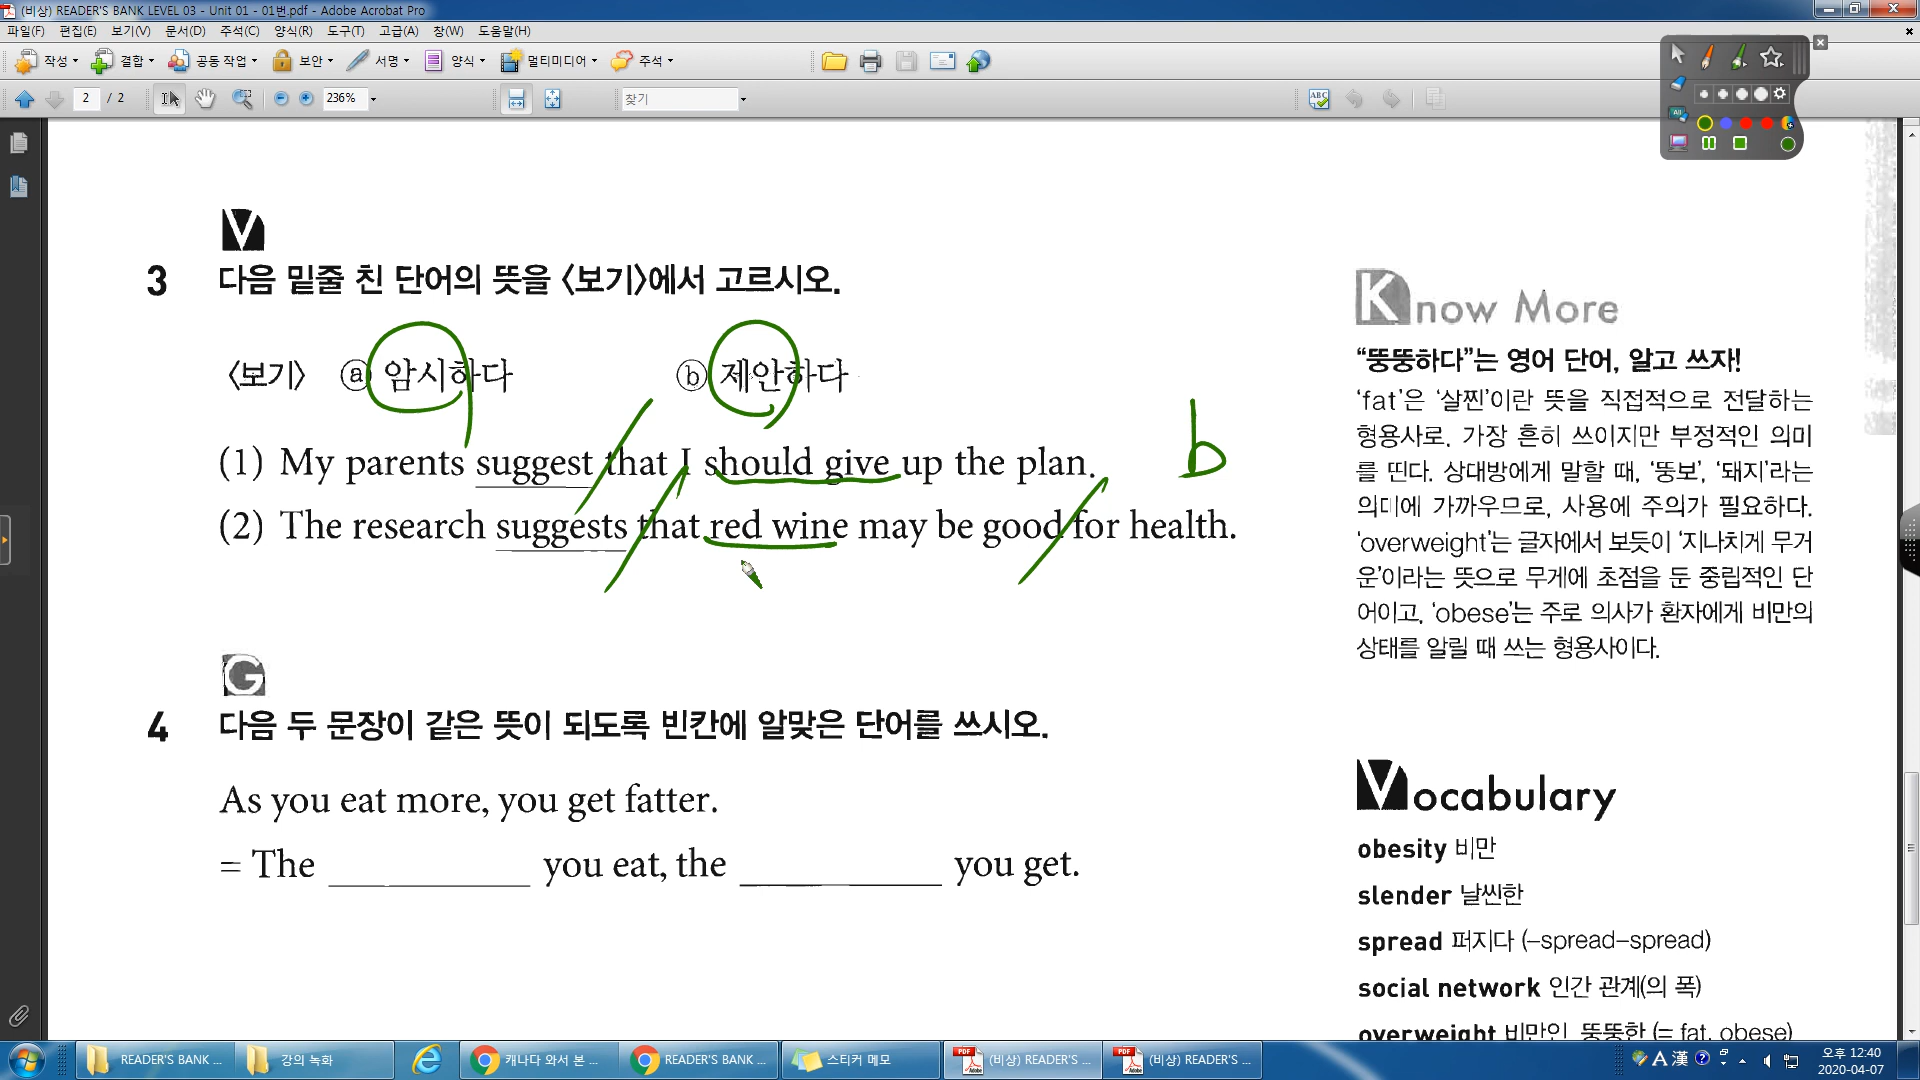 (비상) READER'S BANK LEVEL 03 - Unit 01 - 01번.pdf - Adobe Acrobat Pro
파일(F) 편집(E) 보기(V) 문서(D) 주석(C) 양식(R) 도구(T) 고급(A) 창(W) 도움말(H)
작성 결합 공동 작업 보안 서명 양식 멀티미디어 주석
2 / 2 236% 찾기
V
3 다음 밑줄 친 단어의 뜻을 〈보기〉에서 고르시오.
〈보기〉 ⓐ 암시하다 ⓑ 제안하다
(1) My parents suggest that I should give up the plan. b
(2) The research suggests that red wine may be good for health.
G
4 다음 두 문장이 같은 뜻이 되도록 빈칸에 알맞은 단어를 쓰시오.
As you eat more, you get fatter.
= The ________ you eat, the ________ you get.
Know More
“뚱뚱하다”는 영어 단어, 알고 쓰자!
‘fat’은 ‘살찐’이란 뜻을 직접적으로 전달하는
형용사로, 가장 흔히 쓰이지만 부정적인 의미
를 띤다. 상대방에게 말할 때, ‘뚱보’, ‘돼지’라는
의미에 가까우므로, 사용에 주의가 필요하다.
‘overweight’는 글자에서 보듯이 ‘지나치게 무거
운’이라는 뜻으로 무게에 초점을 둔 중립적인 단
어이고, ‘obese’는 주로 의사가 환자에게 비만의
상태를 알릴 때 쓰는 형용사이다.
Vocabulary
obesity 비만
slender 날씬한
spread 퍼지다 (–spread–spread)
social network 인간 관계(의 폭)
overweight 비만인, 뚱뚱한 (= fat, obese)
READER'S BANK ... 강의 녹화 캐나다 와서 본 ... READER'S BANK ... 스티커 메모 (비상) READER'S ... (비상) READER'S ...
A 漢
오후 12:40
2020-04-07